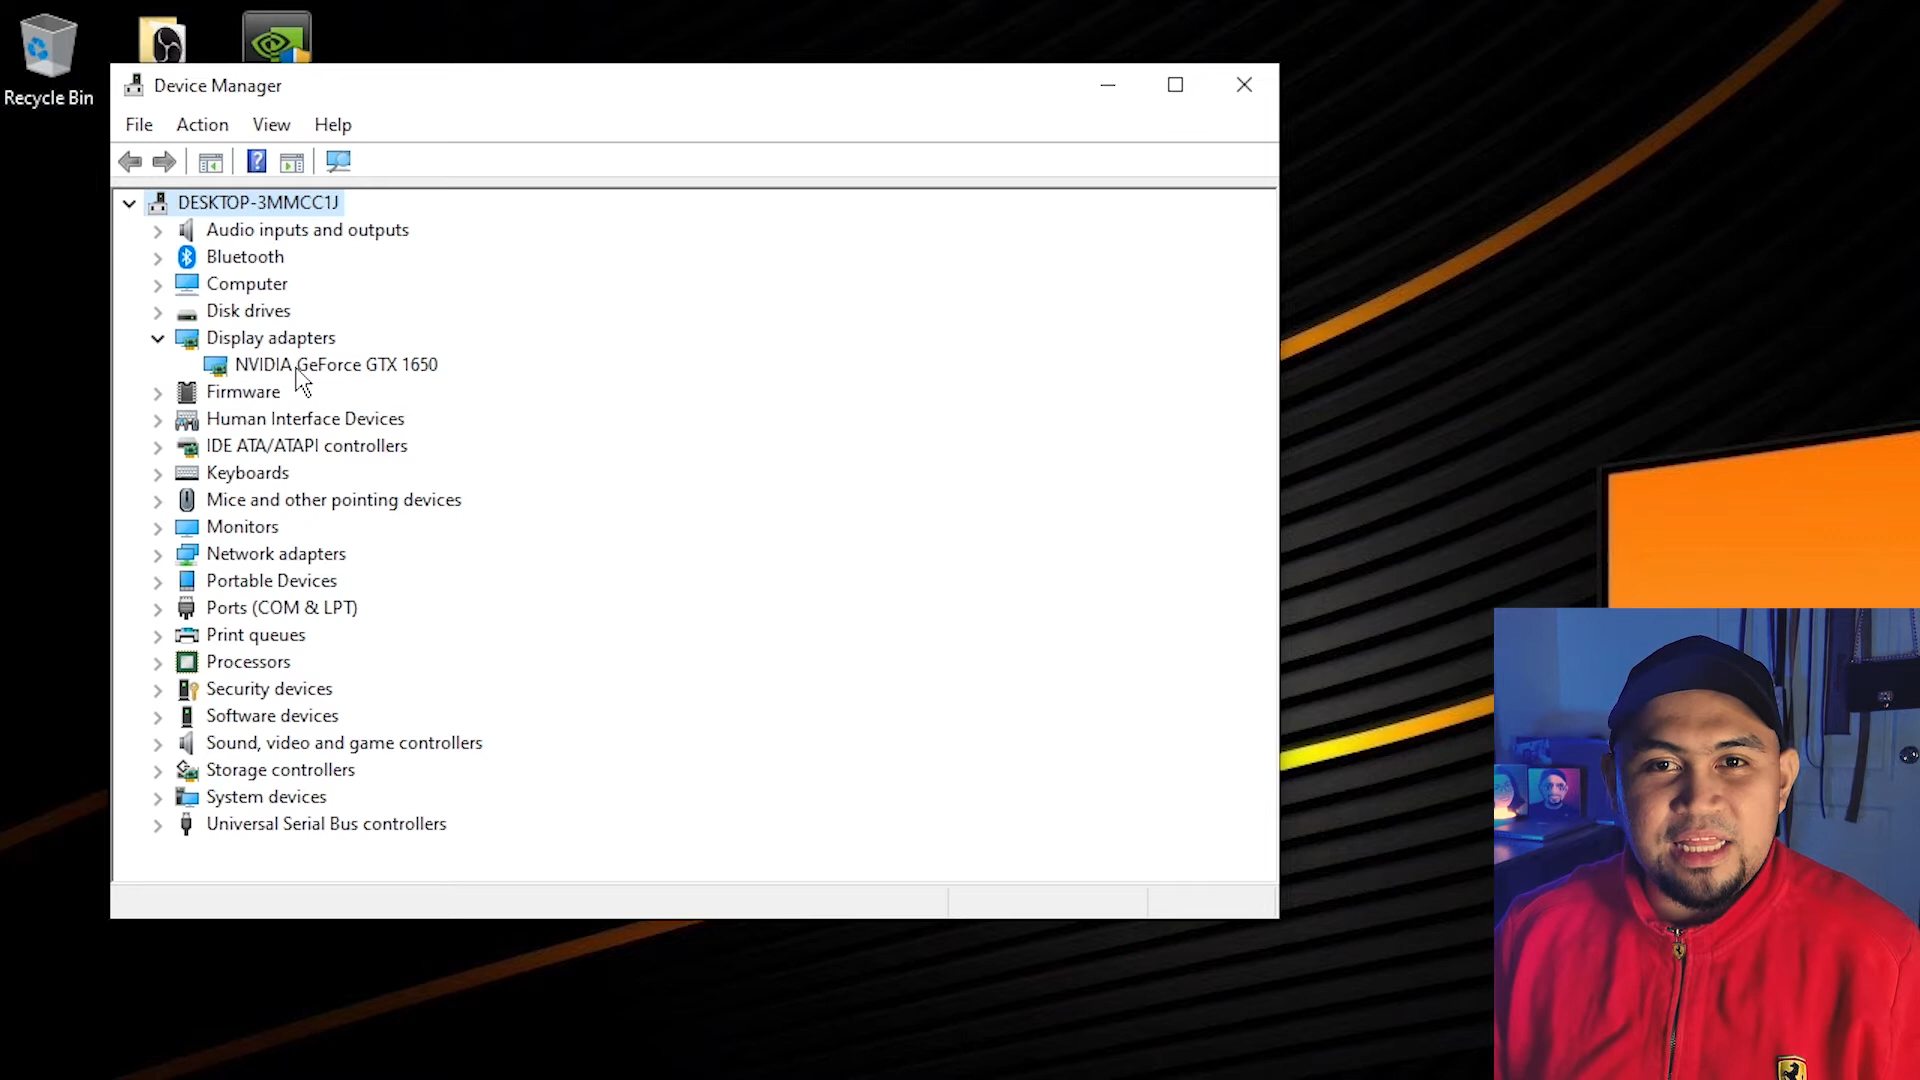 Recycle Bin
Device Manager
File Action View Help
DESKTOP-3MMCC1J
Audio inputs and outputs
Bluetooth
Computer
Disk drives
Display adapters
NVIDIA GeForce GTX 1650
Firmware
Human Interface Devices
IDE ATA/ATAPI controllers
Keyboards
Mice and other pointing devices
Monitors
Network adapters
Portable Devices
Ports (COM & LPT)
Print queues
Processors
Security devices
Software devices
Sound, video and game controllers
Storage controllers
System devices
Universal Serial Bus controllers